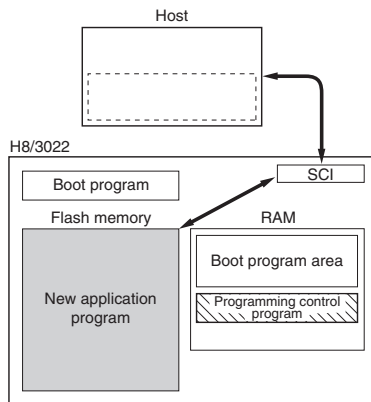 Host
H8/3022
SCI
Boot program
Flash memory
RAM
Boot program area
New application
program
Programming control
program